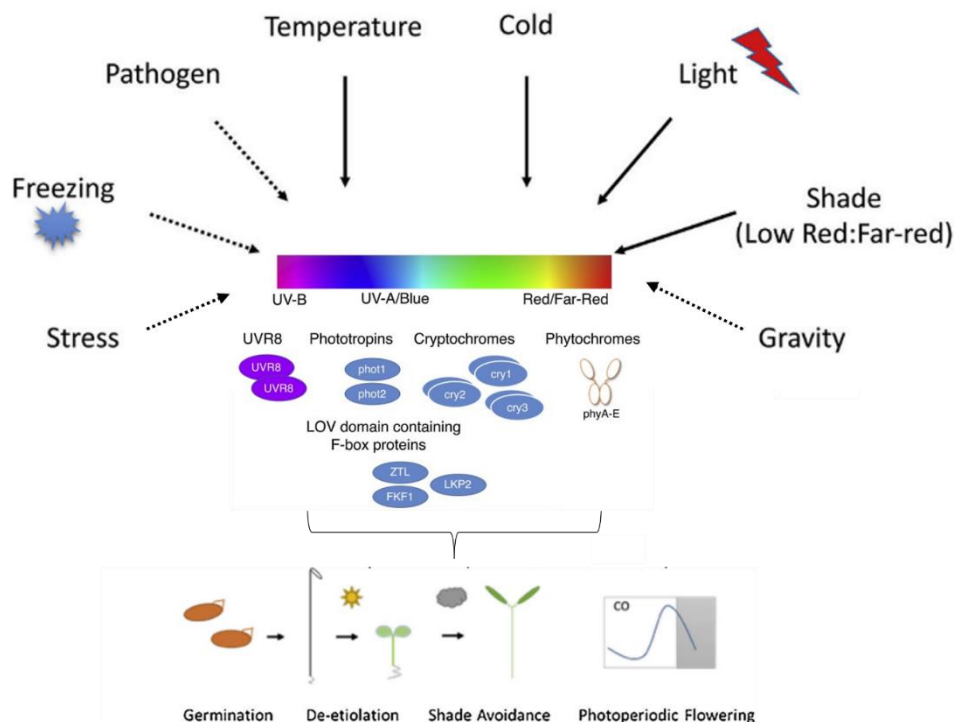 Temperature
Cold
Pathogen
Light
Freezing
Shade
(Low Red:Far-red)
UV-B
UV-A/Blue
Red/Far-Red
Stress
Gravity
UVR8
Phototropins
Cryptochromes
Phytochromes
UVR8
UVR8
phot1
phot2
cry1
cry2
cry3
phyA-E
LOV domain containing
F-box proteins
ZTL
LKP2
FKF1
CO
Germination
De-etiolation
Shade Avoidance
Photoperiodic Flowering